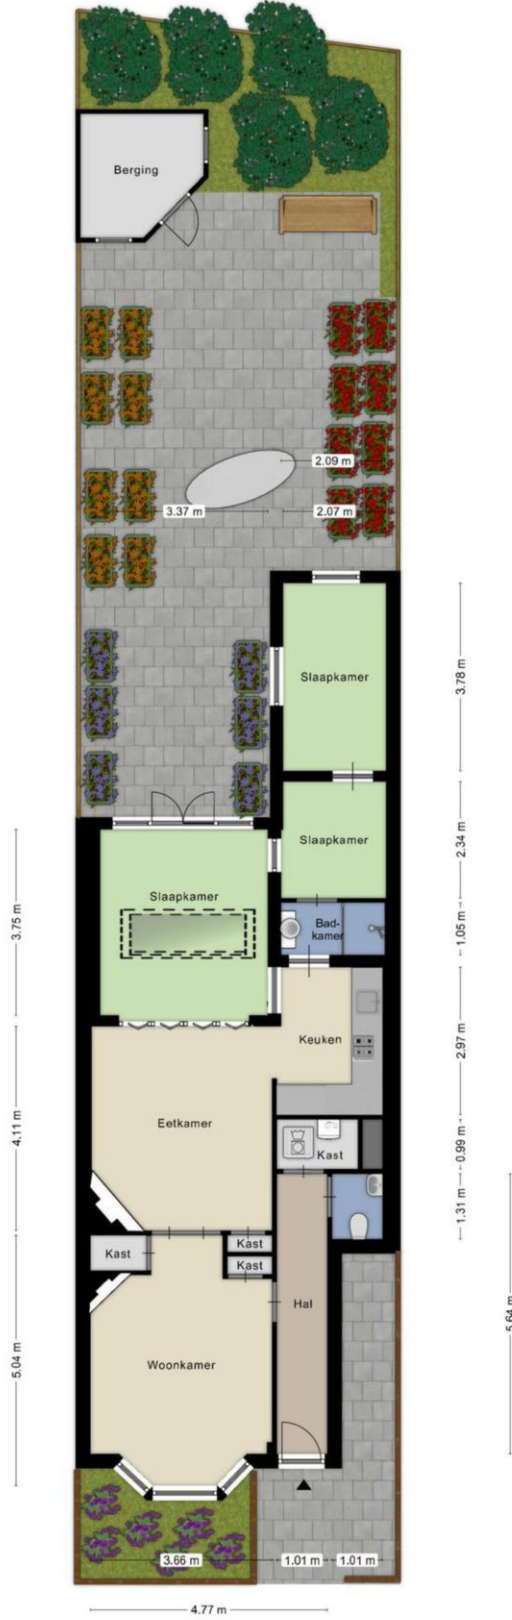 Berging
2.09 m
3.37 m
2.07 m
Slaapkamer
3.78 m
Slaapkamer
2.34 m
Slaapkamer
3.75 m
Bad-
kamer
1.05 m
Keuken
2.97 m
Eetkamer
4.11 m
Kast
0.99 m
1.31 m
Kast
Kast
Kast
Hal
5.64 m
Woonkamer
5.04 m
3.66 m
1.01 m
1.01 m
4.77 m